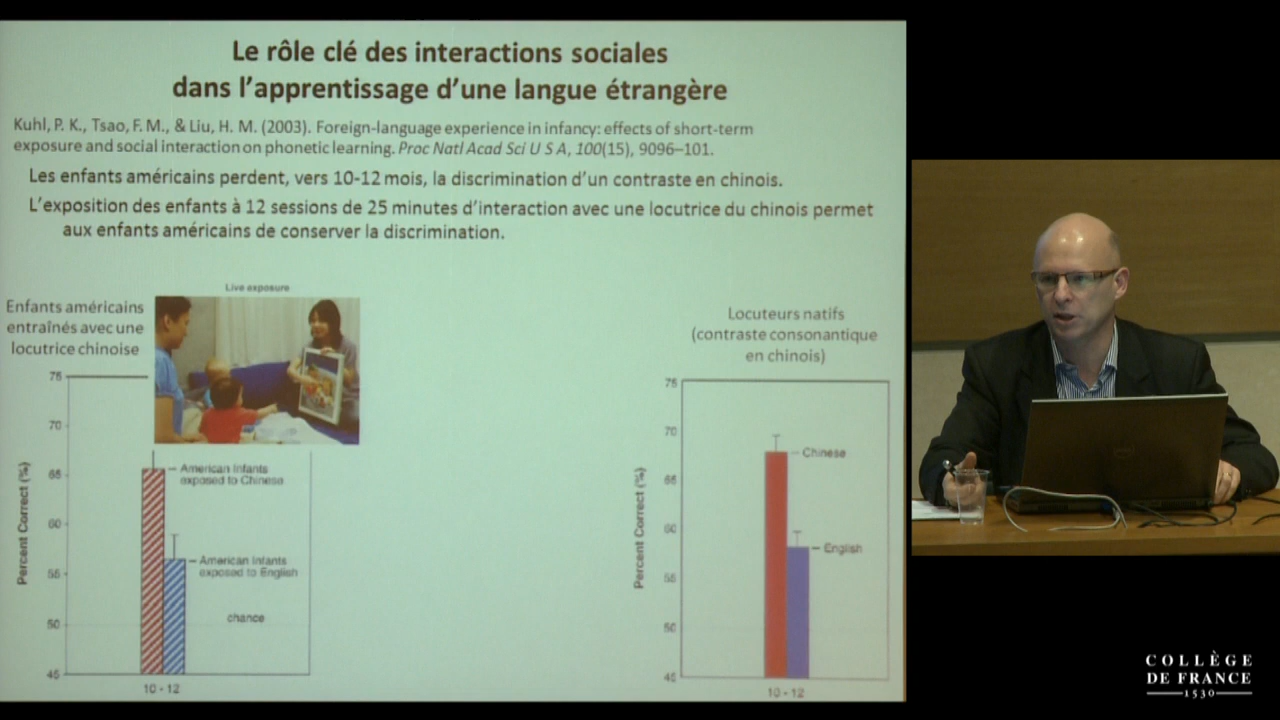 Le rôle clé des interactions sociales
dans l'apprentissage d'une langue étrangère
Kuhl, P. K., Tsao, F. M., & Liu, H. M. (2003). Foreign-language experience in infancy: effects of short-term
exposure and social interaction on phonetic learning. Proc Natl Acad Sci U S A, 100(15), 9096–101.
Les enfants américains perdent, vers 10-12 mois, la discrimination d'un contraste en chinois.
L'exposition des enfants à 12 sessions de 25 minutes d'interaction avec une locutrice du chinois permet
aux enfants américains de conserver la discrimination.
Live exposure
Enfants américains
entraînés avec une
locutrice chinoise
75
70
65
60
55
50
45
Percent Correct (%)
American Infants
exposed to Chinese
American Infants
exposed to English
chance
10 - 12
Locuteurs natifs
(contraste consonantique
en chinois)
75
70
65
60
55
50
45
Percent Correct (%)
Chinese
English
10 - 12
COLLÈGE
DE FRANCE
1530